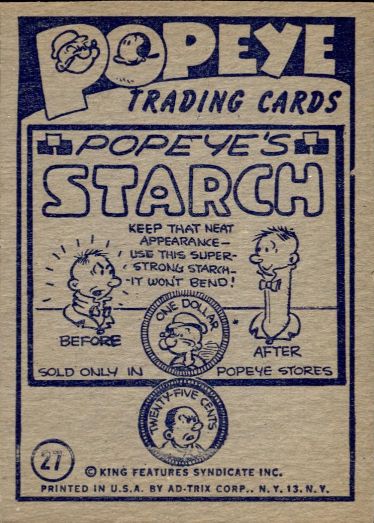 POPEYE
TRADING CARDS
POPEYE'S
STARCH
KEEP THAT NEAT
APPEARANCE—
USE THIS SUPER-
STRONG STARCH—
IT WON'T BEND!
BEFORE
ONE DOLLAR
AFTER
SOLD ONLY IN POPEYE STORES
TWENTY-FIVE CENTS
27
© KING FEATURES SYNDICATE INC.
PRINTED IN U.S.A. BY AD-TRIX CORP., N.Y. 13, N.Y.